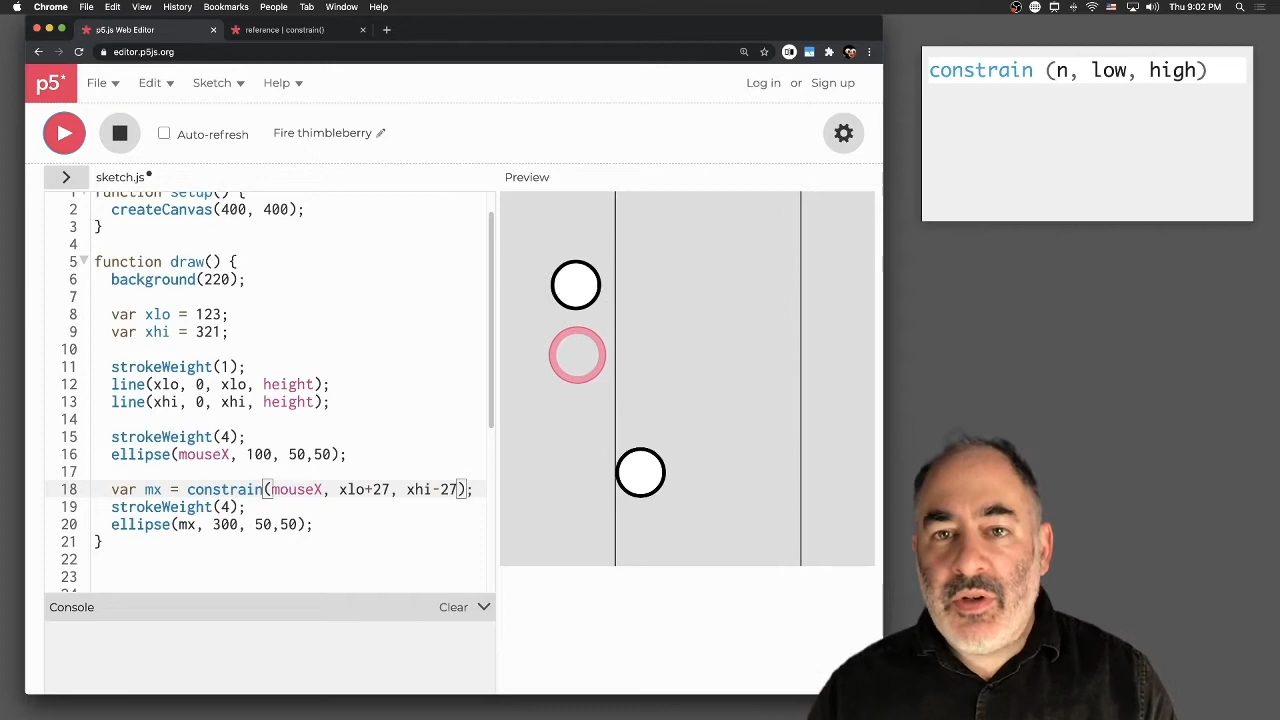 Chrome File Edit View History Bookmarks People Tab Window Help Thu 9:02 PM
p5.js Web Editor reference | constrain()
editor.p5js.org
p5* File Edit Sketch Help Log in or Sign up
Auto-refresh Fire thimbleberry
sketch.js Preview
1 function setup() {
2 createCanvas(400, 400);
3 }
4
5 function draw() {
6 background(220);
7
8 var xlo = 123;
9 var xhi = 321;
10
11 strokeWeight(1);
12 line(xlo, 0, xlo, height);
13 line(xhi, 0, xhi, height);
14
15 strokeWeight(4);
16 ellipse(mouseX, 100, 50,50);
17
18 var mx = constrain(mouseX, xlo+27, xhi-27);
19 strokeWeight(4);
20 ellipse(mx, 300, 50,50);
21 }
22
23
Console Clear
constrain (n, low, high)